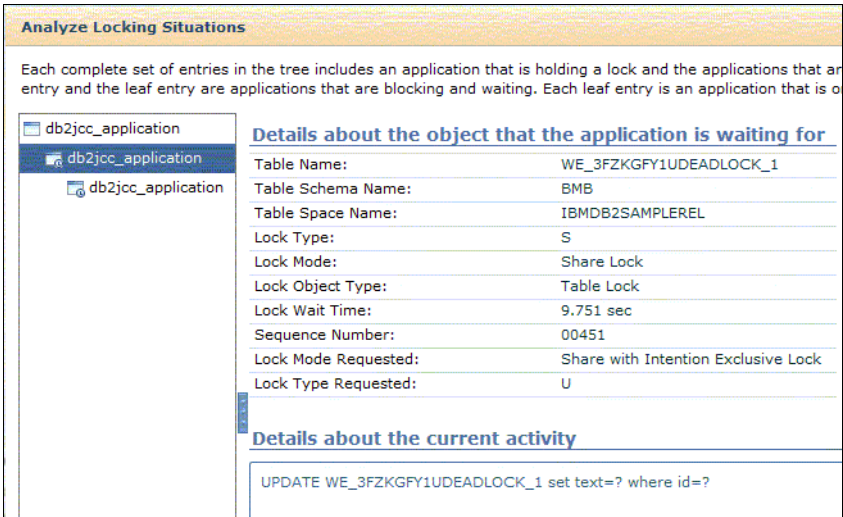 Analyze Locking Situations
Each complete set of entries in the tree includes an application that is holding a lock and the applications that ar
entry and the leaf entry are applications that are blocking and waiting. Each leaf entry is an application that is o
db2jcc_application
db2jcc_application
db2jcc_application
Details about the object that the application is waiting for
Table Name: WE_3FZKGFY1UDEADLOCK_1
Table Schema Name: BMB
Table Space Name: IBMDB2SAMPLEREL
Lock Type: S
Lock Mode: Share Lock
Lock Object Type: Table Lock
Lock Wait Time: 9.751 sec
Sequence Number: 00451
Lock Mode Requested: Share with Intention Exclusive Lock
Lock Type Requested: U
Details about the current activity
UPDATE WE_3FZKGFY1UDEADLOCK_1 set text=? where id=?